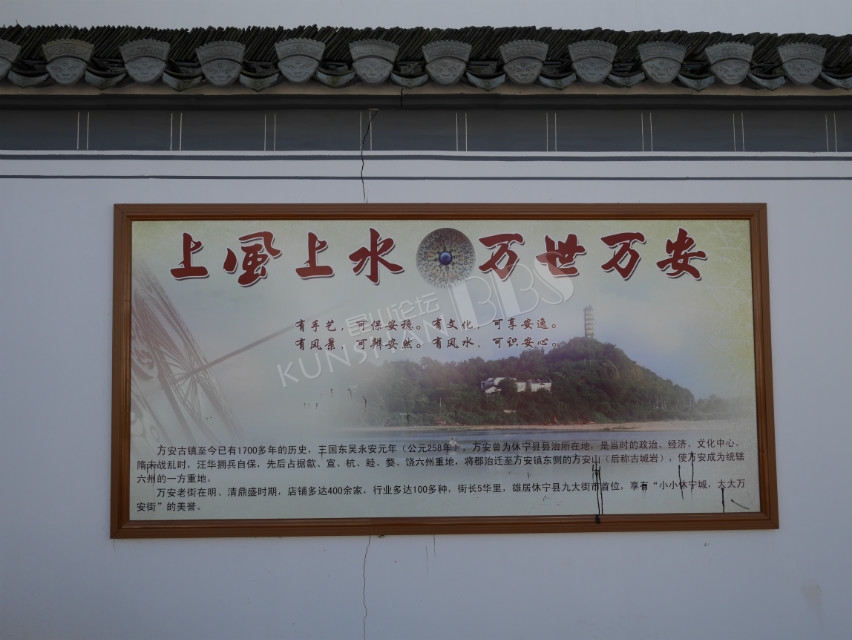 上风上水 万世万安
有手艺,可保安稳。有文化,可享安逸。
有风景,可辩安然。有风水,可识安心。
昆山论坛 BBS
KUNSHAN
万安古镇至今已有1700多年的历史,三国东吴永安元年(公元258年),万安曾为休宁县县治所在地,是当时的政治、经济、文化中心,
隋末战乱时,汪华拥兵自保,先后占据歙、宣、杭、睦、婺、饶六州重地,将郡治迁至万安镇东侧的万安山(后称古城岩),使万安成为统辖
六州的一方重地。
万安老街在明、清鼎盛时期,店铺多达400余家,行业多达100多种,街长5华里,雄居休宁县九大街市首位,享有“小小休宁城,大大万
安街”的美誉。